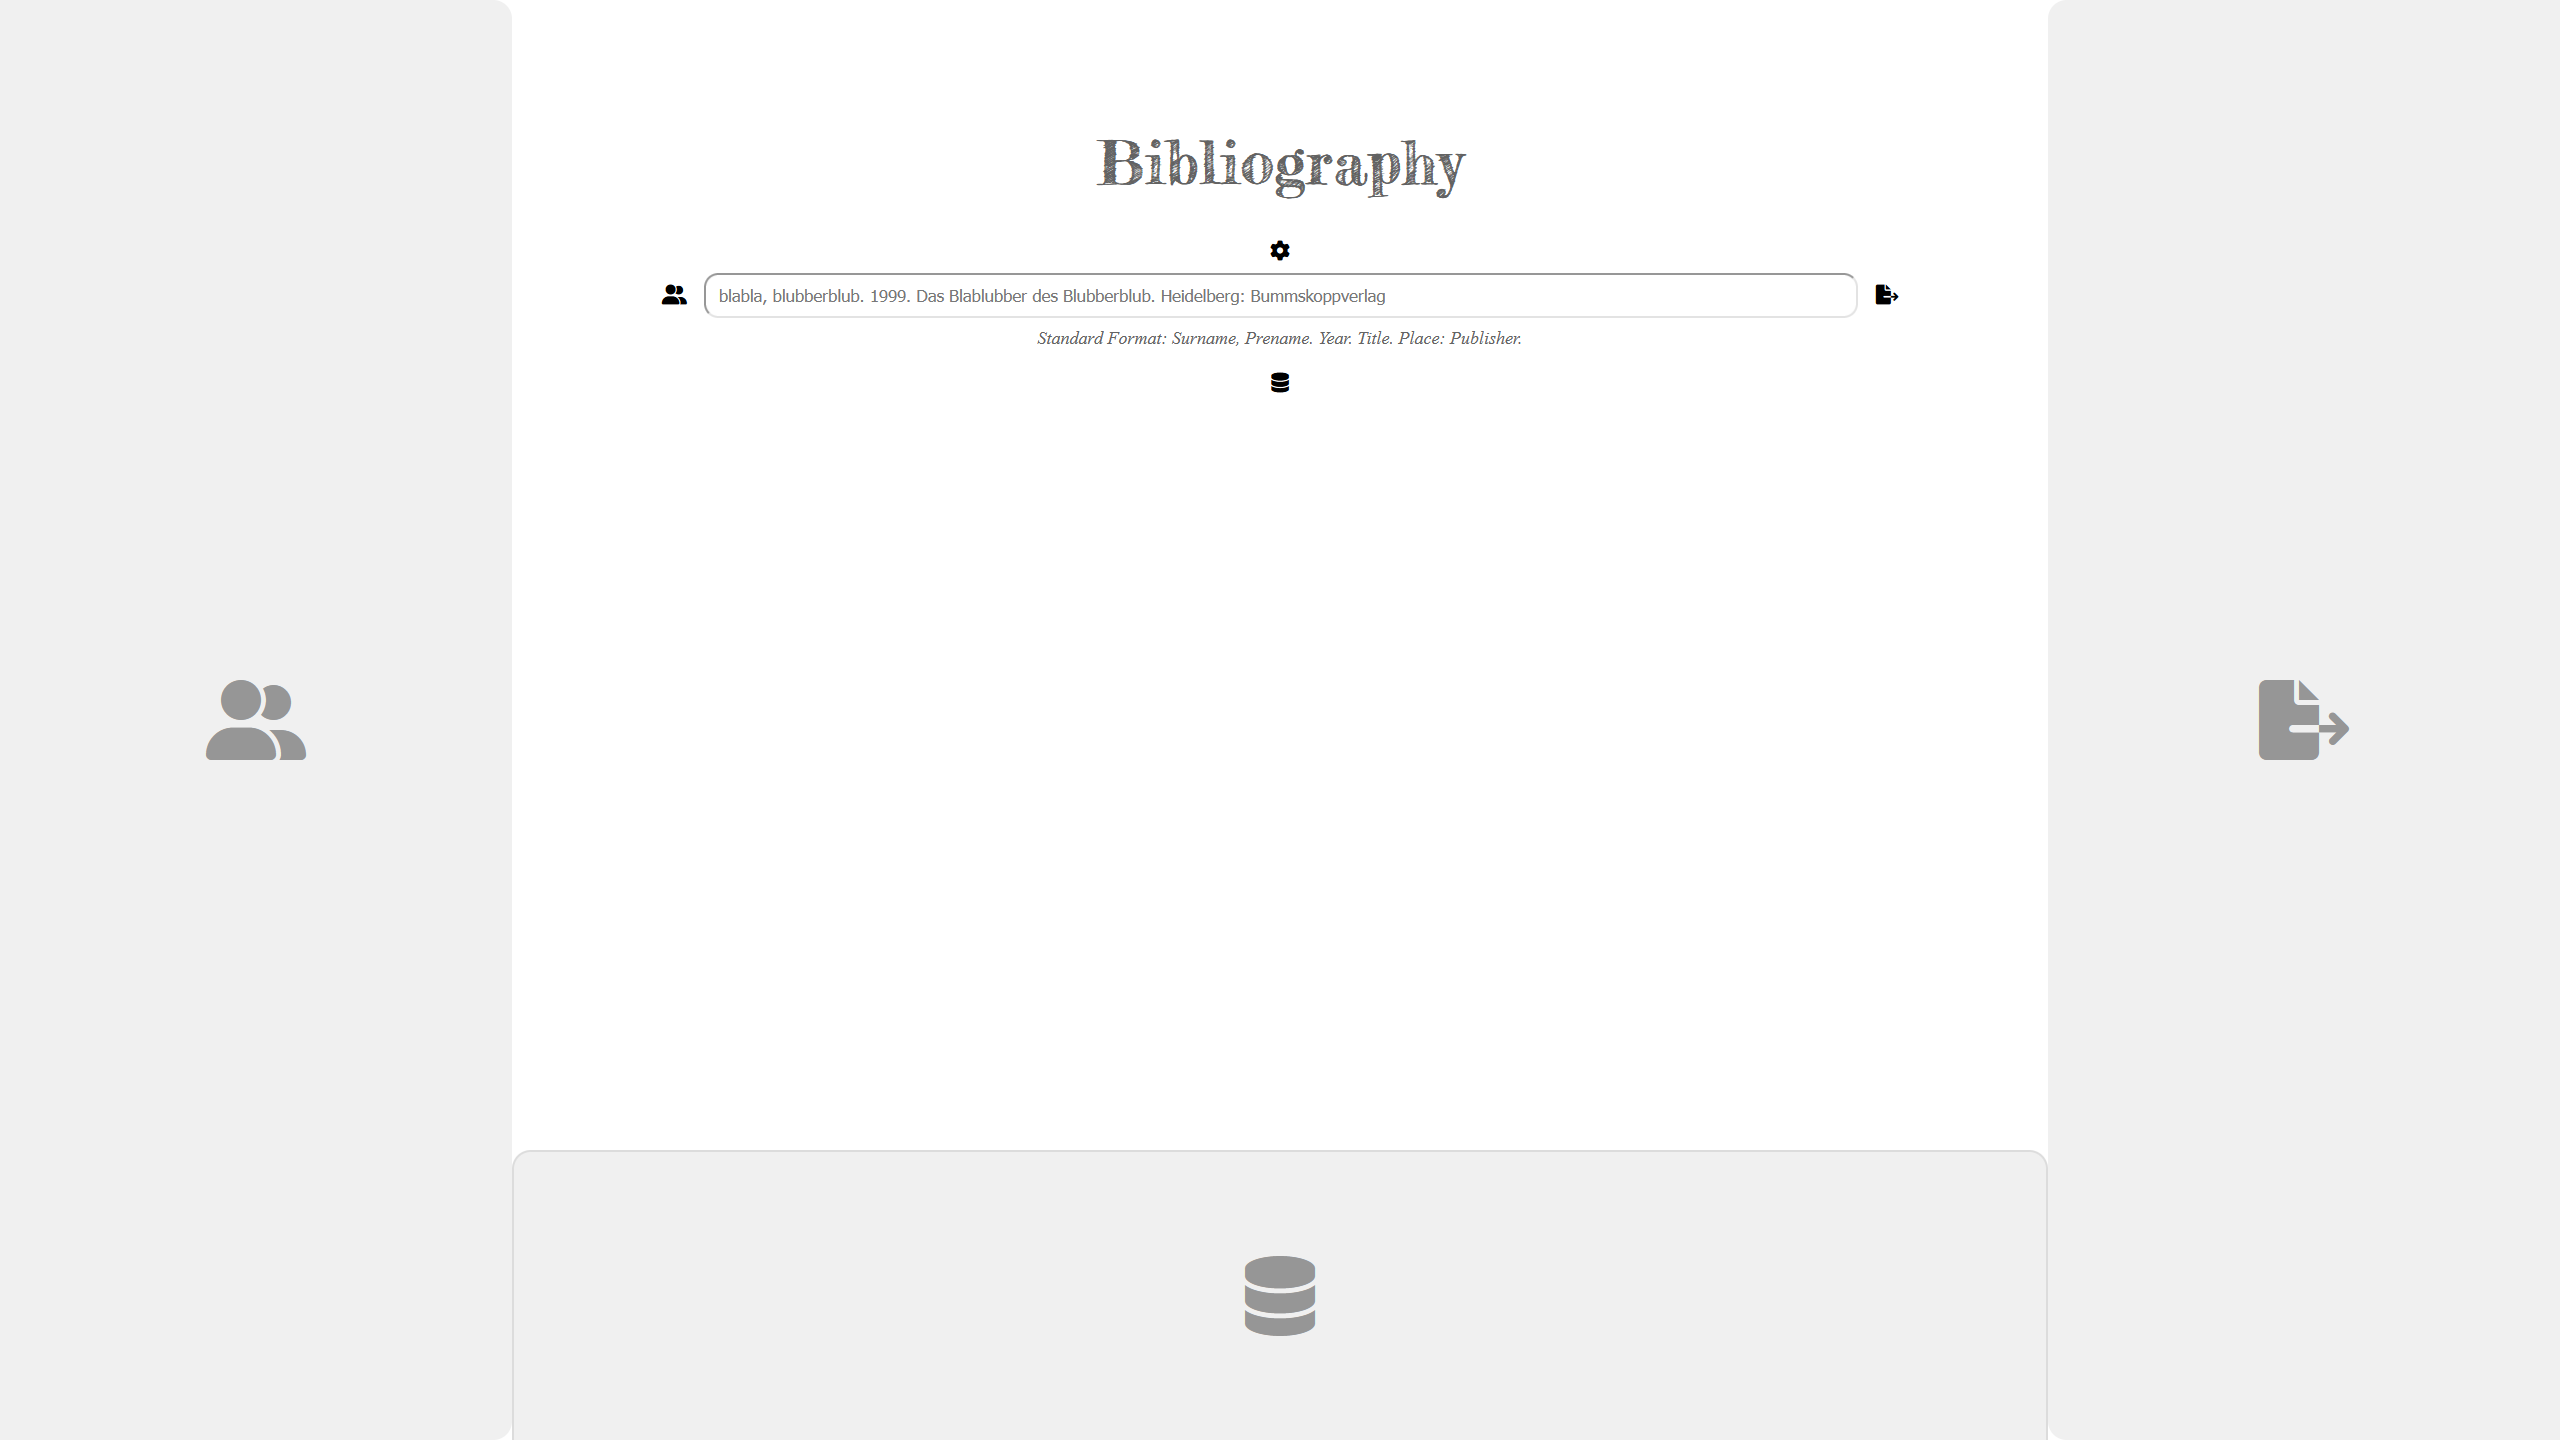 Bibliography
blabla, blubberblub. 1999. Das Blablubber des Blubberblub. Heidelberg: Bummskoppverlag
Standard Format: Surname, Prename. Year. Title. Place: Publisher.